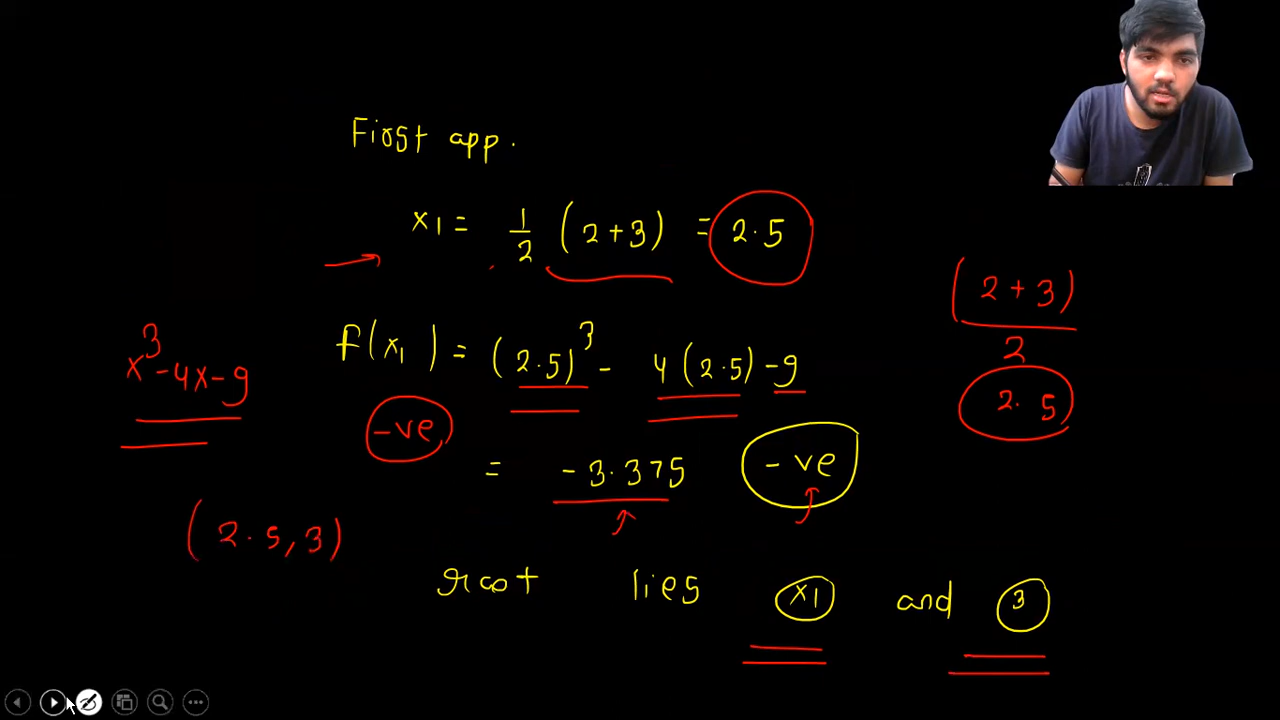 First app.
x1 = 1/2 (2+3) = 2.5
(2+3)/2
2.5
x^3-4x-9
f(x1) = (2.5)^3 - 4(2.5) -9
-ve
= -3.375 -ve
(2.5,3)
root lies x1 and 3